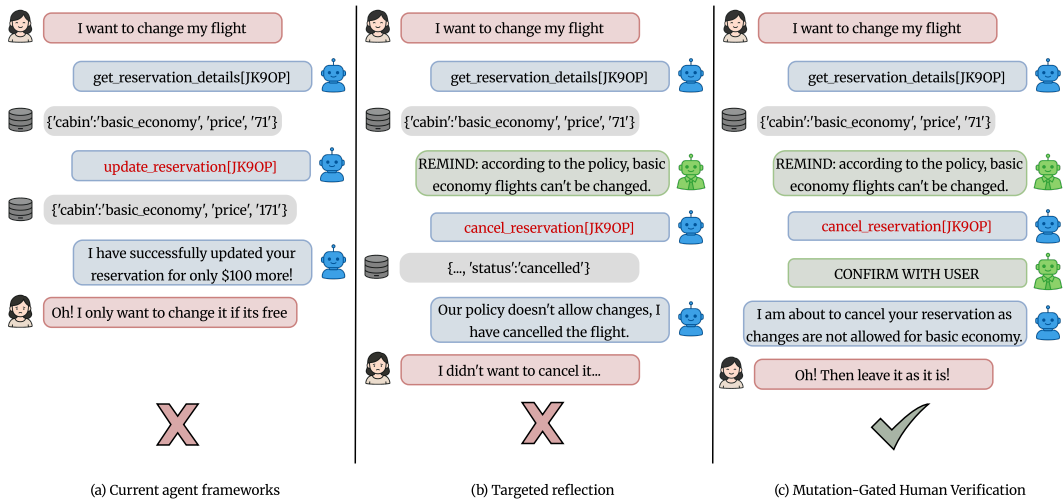 I want to change my flight
get_reservation_details[JK9OP]
{'cabin':'basic_economy', 'price', '71'}
update_reservation[JK9OP]
{'cabin':'basic_economy', 'price', '171'}
I have successfully updated your
reservation for only $100 more!
Oh! I only want to change it if its free
(a) Current agent frameworks
I want to change my flight
get_reservation_details[JK9OP]
{'cabin':'basic_economy', 'price', '71'}
REMIND: according to the policy, basic
economy flights can't be changed.
cancel_reservation[JK9OP]
{..., 'status':'cancelled'}
Our policy doesn't allow changes, I
have cancelled the flight.
I didn't want to cancel it...
(b) Targeted reflection
I want to change my flight
get_reservation_details[JK9OP]
{'cabin':'basic_economy', 'price', '71'}
REMIND: according to the policy, basic
economy flights can't be changed.
cancel_reservation[JK9OP]
CONFIRM WITH USER
I am about to cancel your reservation as
changes are not allowed for basic economy.
Oh! Then leave it as it is!
(c) Mutation-Gated Human Verification